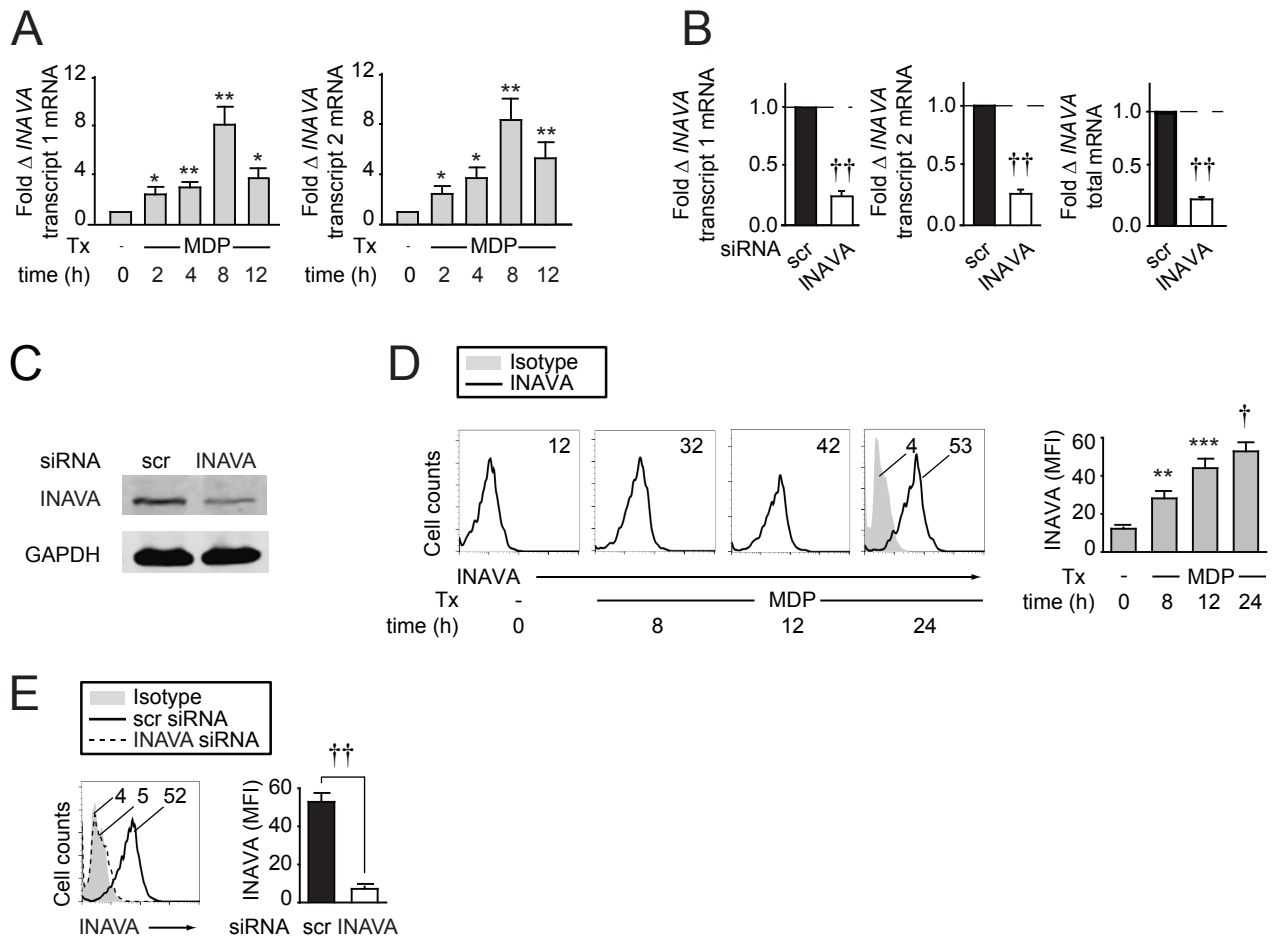 A
Fold Δ INAVA
transcript 1 mRNA
12
8
4
0
* ** ** *
Tx - MDP
time (h) 0 2 4 8 12
Fold Δ INAVA
transcript 2 mRNA
12
8
4
0
* * ** **
MDP
-
0 2 4 8 12
Tx
time (h)
B
Fold Δ INAVA
transcript 1 mRNA
1.0
0.5
0.0
††
siRNA scr INAVA
Fold Δ INAVA
transcript 2 mRNA
1.0
0.5
0.0
††
scr INAVA
Fold Δ INAVA
total mRNA
1.0
0.5
0.0
††
scr INAVA
C
siRNA scr INAVA
INAVA
GAPDH
D
Isotype
INAVA
Cell counts
12
32
42
4 53
INAVA
Tx - MDP
time (h) 0 8 12 24
INAVA (MFI)
60
40
20
0
** *** †
Tx - MDP
time (h) 0 8 12 24
E
Isotype
scr siRNA
INAVA siRNA
Cell counts
4 5 52
INAVA
INAVA (MFI)
60
40
20
0
††
siRNA scr INAVA